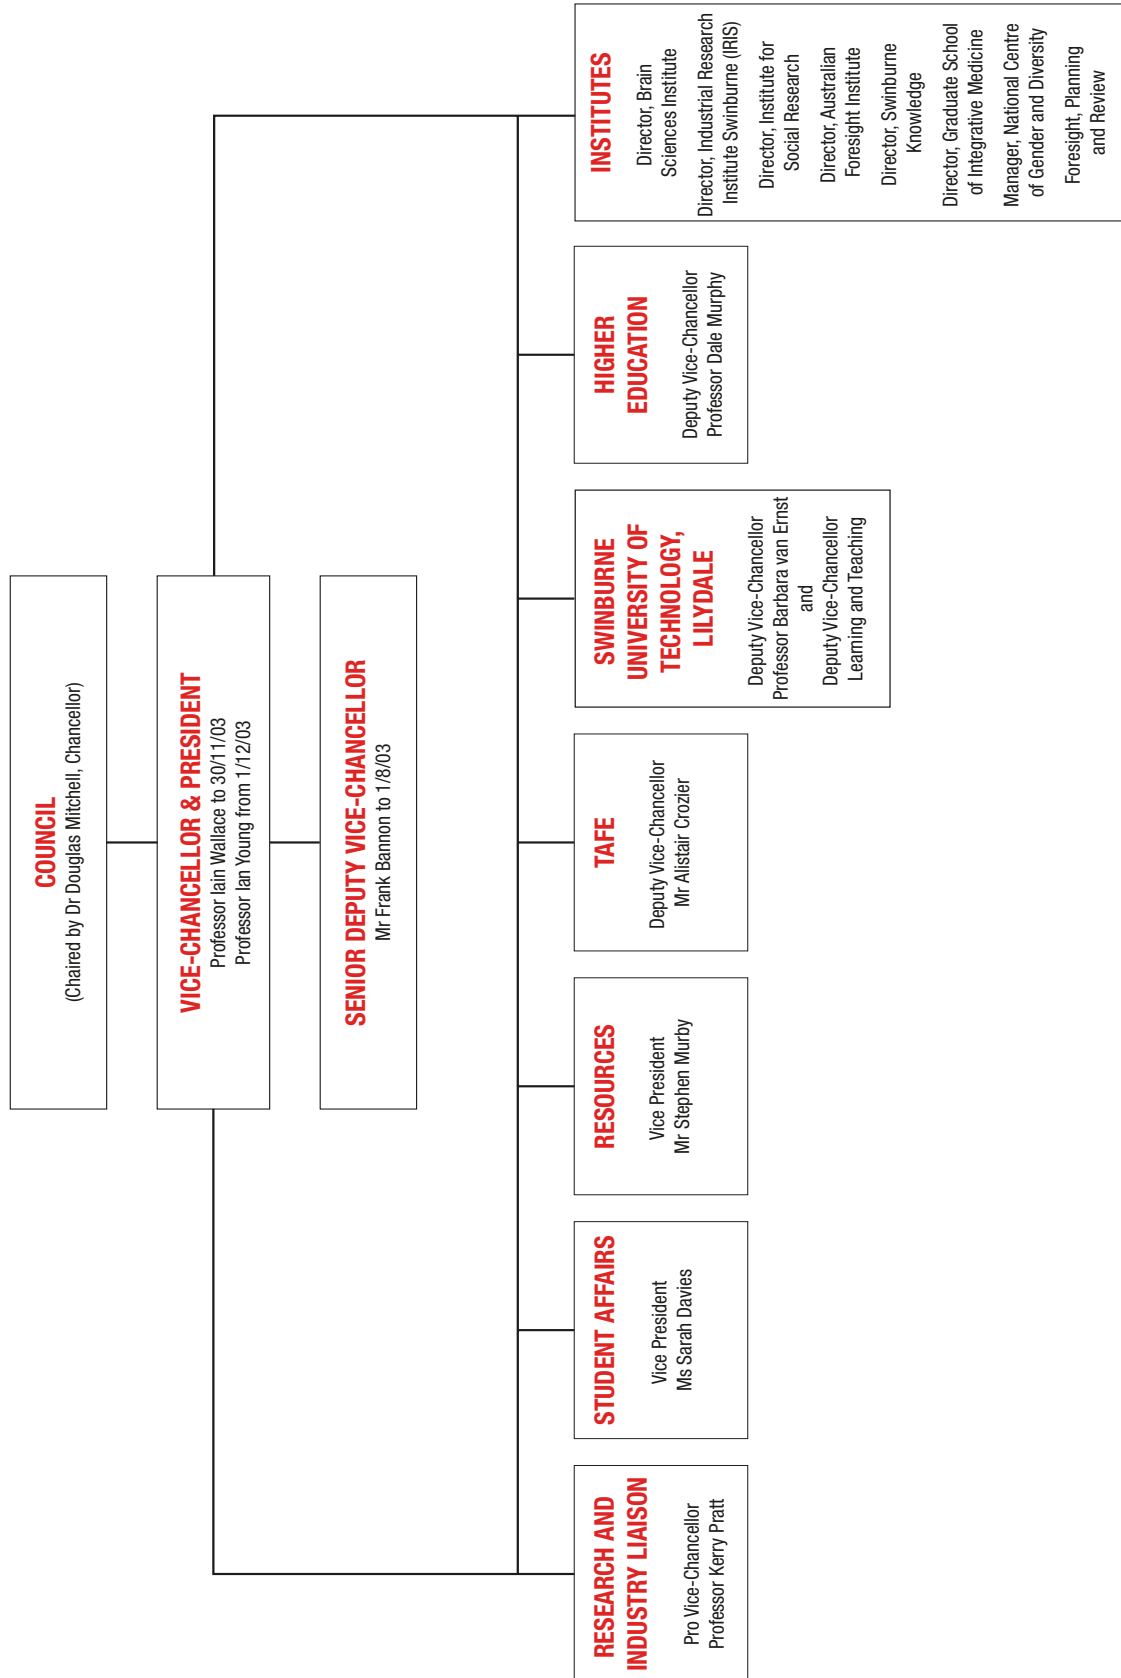 COUNCIL
(Chaired by Dr Douglas Mitchell, Chancellor)
VICE-CHANCELLOR & PRESIDENT
Professor Iain Wallace to 30/11/03
Professor Ian Young from 1/12/03
SENIOR DEPUTY VICE-CHANCELLOR
Mr Frank Bannon to 1/8/03
RESEARCH AND
INDUSTRY LIAISON
Pro Vice-Chancellor
Professor Kerry Pratt
STUDENT AFFAIRS
Vice President
Ms Sarah Davies
RESOURCES
Vice President
Mr Stephen Murby
TAFE
Deputy Vice-Chancellor
Mr Alistair Crozier
SWINBURNE
UNIVERSITY OF
TECHNOLOGY,
LILYDALE
Deputy Vice-Chancellor
Professor Barbara van Ernst
and
Deputy Vice-Chancellor
Learning and Teaching
HIGHER
EDUCATION
Deputy Vice-Chancellor
Professor Dale Murphy
INSTITUTES
Director, Brain
Sciences Institute
Director, Industrial Research
Institute Swinburne (IRIS)
Director, Institute for
Social Research
Director, Australian
Foresight Institute
Director, Swinburne
Knowledge
Director, Graduate School
of Integrative Medicine
Manager, National Centre
of Gender and Diversity
Foresight, Planning
and Review